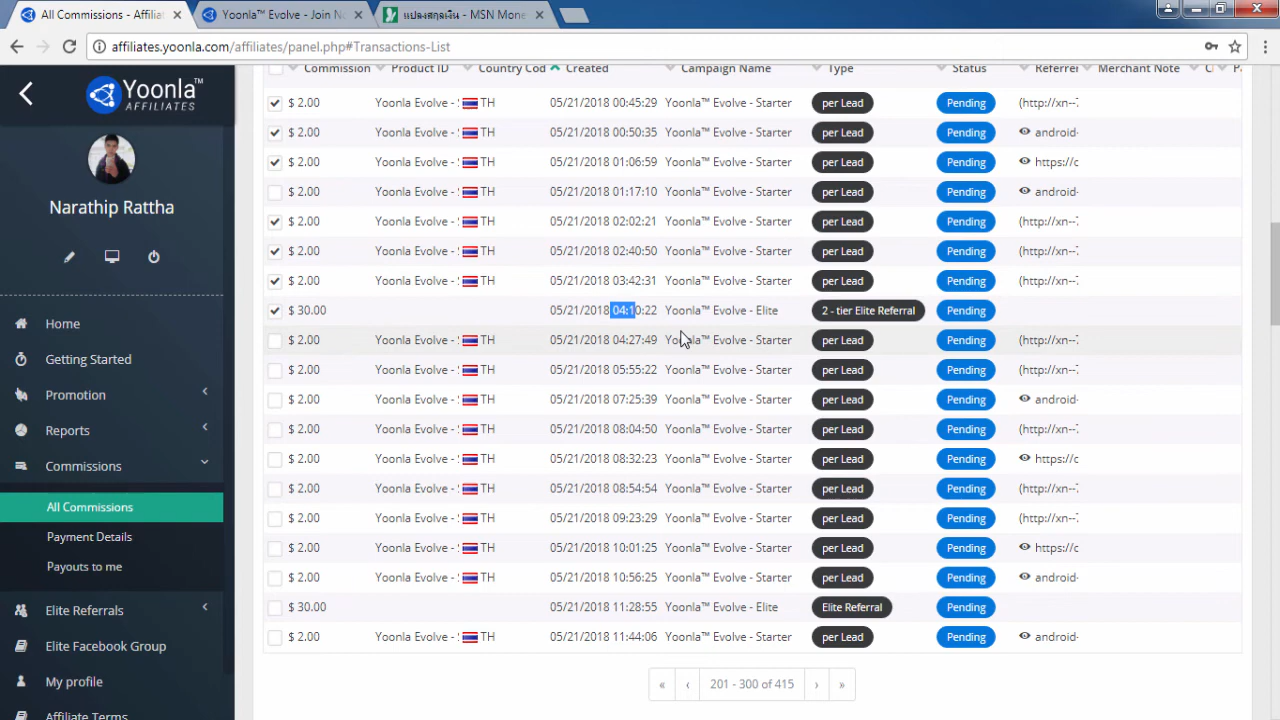 All Commissions - Affiliates
Yoonla™ Evolve - Join No
แปลงสกุลเงิน - MSN Mone
affiliates.yoonla.com/affiliates/panel.php#Transactions-List
Yoonla™
AFFILIATES
Narathip Rattha
Home
Getting Started
Promotion
Reports
Commissions
All Commissions
Payment Details
Payouts to me
Elite Referrals
Elite Facebook Group
My profile
Affiliate Terms
Commission Product ID Country Cod Created Campaign Name Type Status Referrer Merchant Note
$ 2.00 Yoonla Evolve - TH 05/21/2018 00:45:29 Yoonla™ Evolve - Starter per Lead Pending (http://xn--
$ 2.00 Yoonla Evolve - TH 05/21/2018 00:50:35 Yoonla™ Evolve - Starter per Lead Pending android-
$ 2.00 Yoonla Evolve - TH 05/21/2018 01:06:59 Yoonla™ Evolve - Starter per Lead Pending https://c
$ 2.00 Yoonla Evolve - TH 05/21/2018 01:17:10 Yoonla™ Evolve - Starter per Lead Pending android-
$ 2.00 Yoonla Evolve - TH 05/21/2018 02:02:21 Yoonla™ Evolve - Starter per Lead Pending (http://xn--
$ 2.00 Yoonla Evolve - TH 05/21/2018 02:40:50 Yoonla™ Evolve - Starter per Lead Pending (http://xn--
$ 2.00 Yoonla Evolve - TH 05/21/2018 03:42:31 Yoonla™ Evolve - Starter per Lead Pending (http://xn--
00.00 05/21/2018 04:10:22 Yoonla™ Evolve - Elite 2 - tier Elite Referral Pending
$ 2.00 Yoonla Evolve - TH 05/21/2018 04:27:49 Yoonla™ Evolve - Starter per Lead Pending (http://xn--
$ 2.00 Yoonla Evolve - TH 05/21/2018 05:55:22 Yoonla™ Evolve - Starter per Lead Pending (http://xn--
$ 2.00 Yoonla Evolve - TH 05/21/2018 07:25:39 Yoonla™ Evolve - Starter per Lead Pending android-
$ 2.00 Yoonla Evolve - TH 05/21/2018 08:04:50 Yoonla™ Evolve - Starter per Lead Pending (http://xn--
$ 2.00 Yoonla Evolve - TH 05/21/2018 08:32:23 Yoonla™ Evolve - Starter per Lead Pending https://c
$ 2.00 Yoonla Evolve - TH 05/21/2018 08:54:54 Yoonla™ Evolve - Starter per Lead Pending (http://xn--
$ 2.00 Yoonla Evolve - TH 05/21/2018 09:23:29 Yoonla™ Evolve - Starter per Lead Pending (http://xn--
$ 2.00 Yoonla Evolve - TH 05/21/2018 10:01:25 Yoonla™ Evolve - Starter per Lead Pending https://c
$ 2.00 Yoonla Evolve - TH 05/21/2018 10:56:25 Yoonla™ Evolve - Starter per Lead Pending android-
$ 30.00 05/21/2018 11:28:55 Yoonla™ Evolve - Elite Elite Referral Pending
$ 2.00 Yoonla Evolve - TH 05/21/2018 11:44:06 Yoonla™ Evolve - Starter per Lead Pending android-
« ‹ 201 - 300 of 415 › »